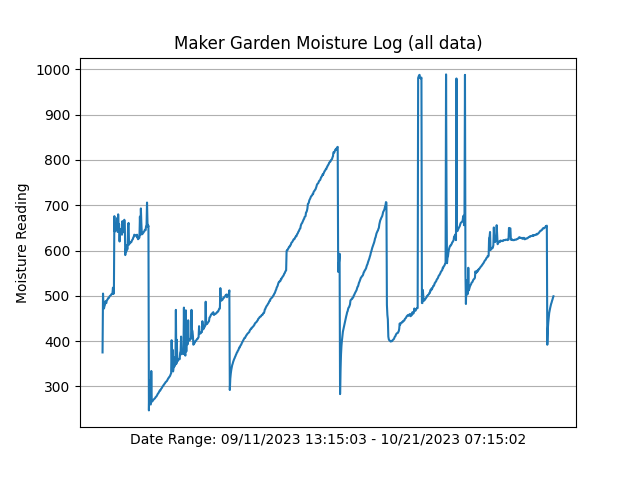 Maker Garden Moisture Log (all data)
1000
900
800
700
600
500
400
300
Moisture Reading
Date Range: 09/11/2023 13:15:03 - 10/21/2023 07:15:02